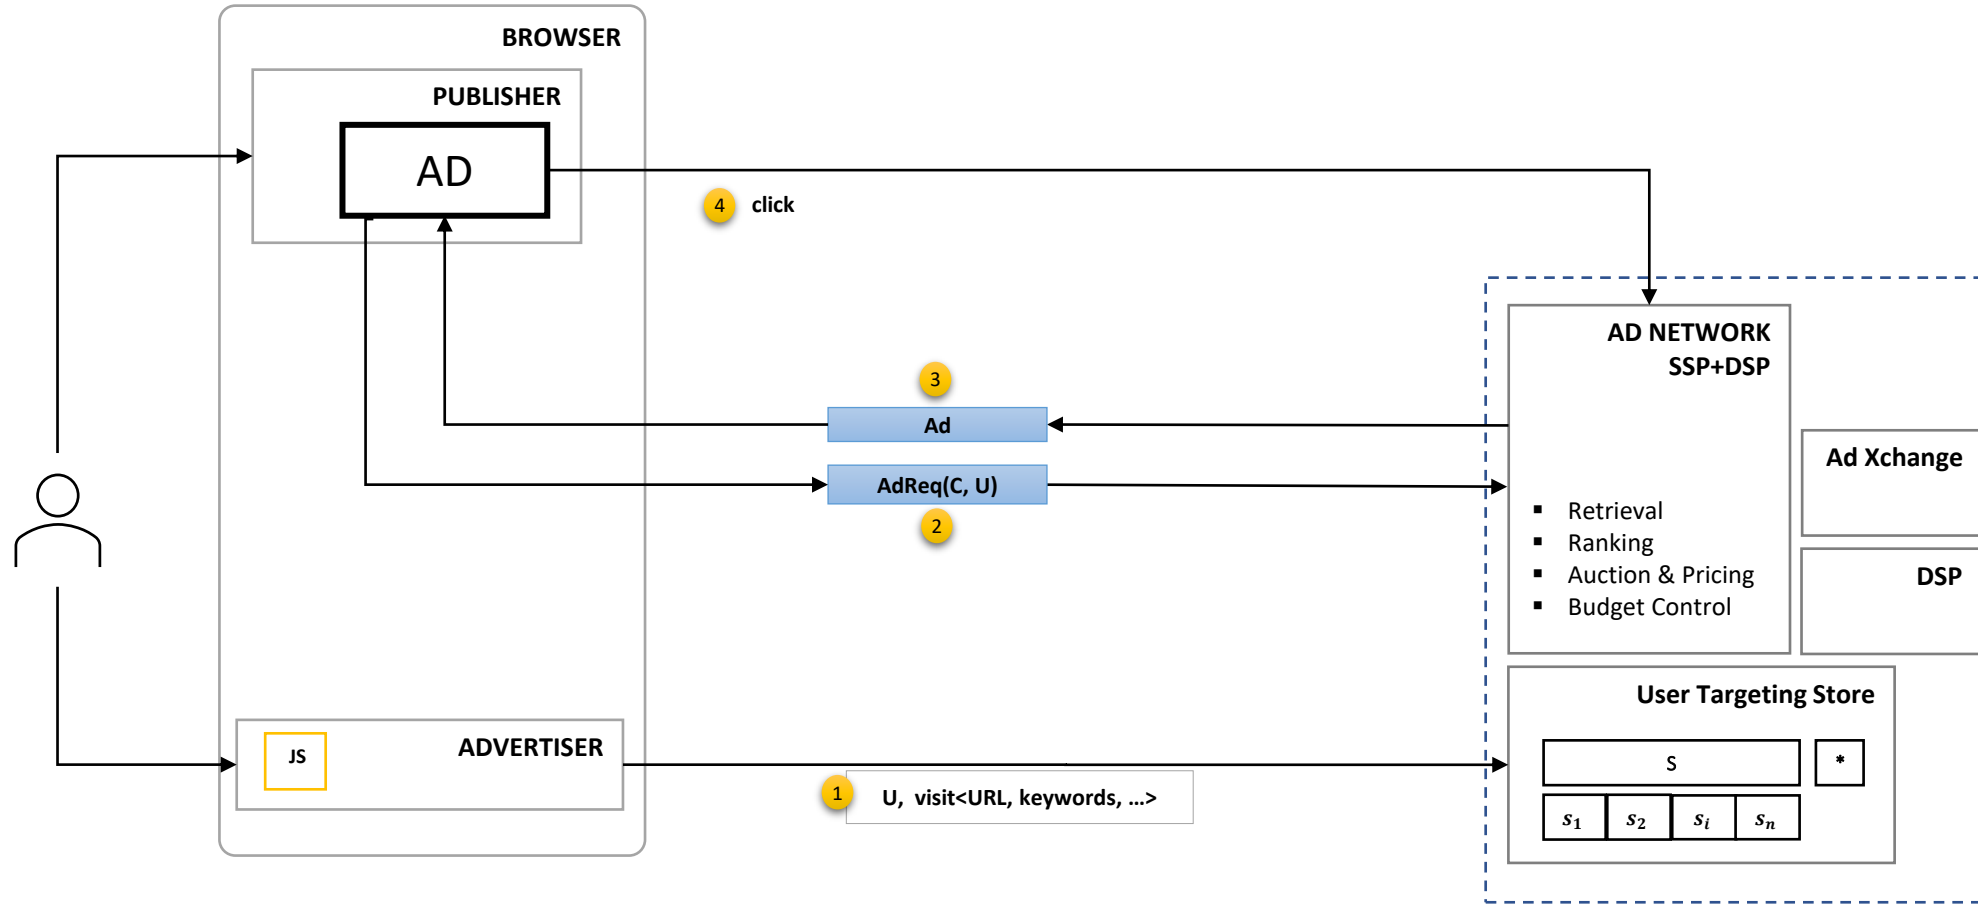 BROWSER
PUBLISHER
AD
4 click
AD NETWORK
SSP+DSP
3
Ad
Ad Xchange
AdReq(C, U)
2
▪ Retrieval
▪ Ranking
▪ Auction & Pricing
▪ Budget Control
DSP
User Targeting Store
JS
ADVERTISER
S *
1 U, visit<URL, keywords, ...>
s₁ s₂ sᵢ sₙ